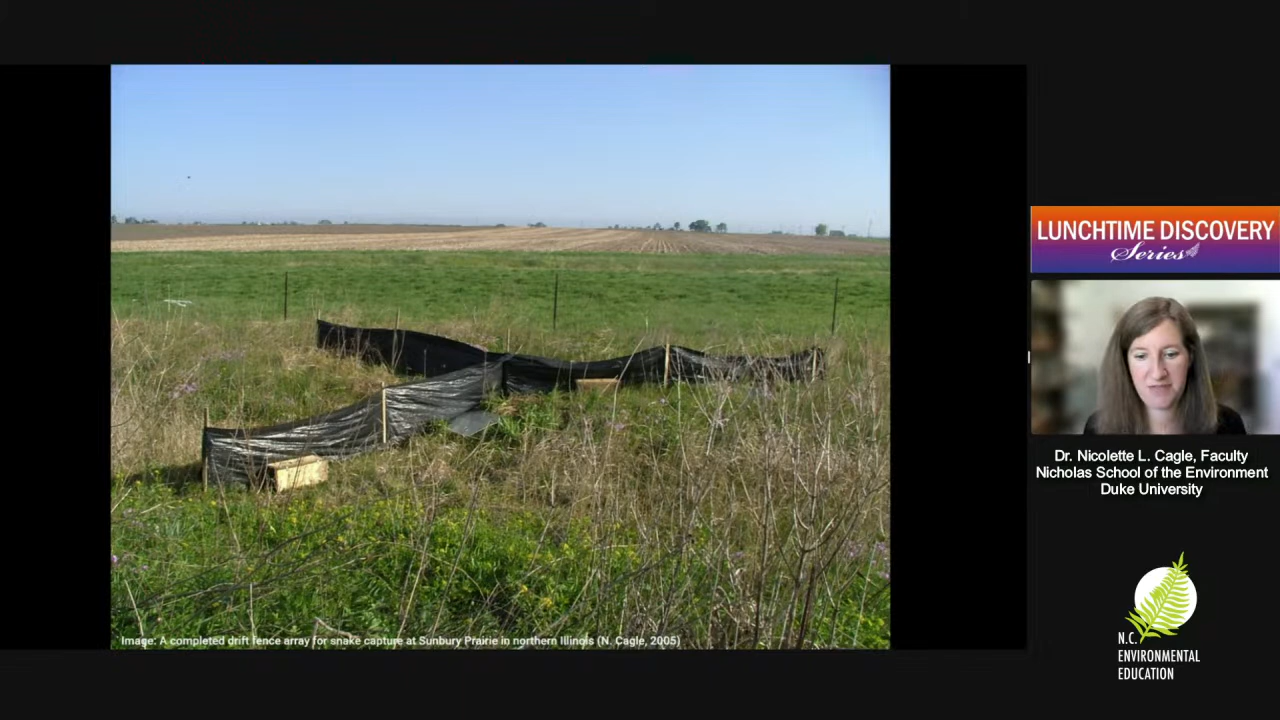 Image: A completed drift fence array for snake capture at Sunbury Prairie in northern Illinois (N. Cagle, 2005)
LUNCHTIME DISCOVERY
Series
Dr. Nicolette L. Cagle, Faculty
Nicholas School of the Environment
Duke University
N.C.
ENVIRONMENTAL
EDUCATION